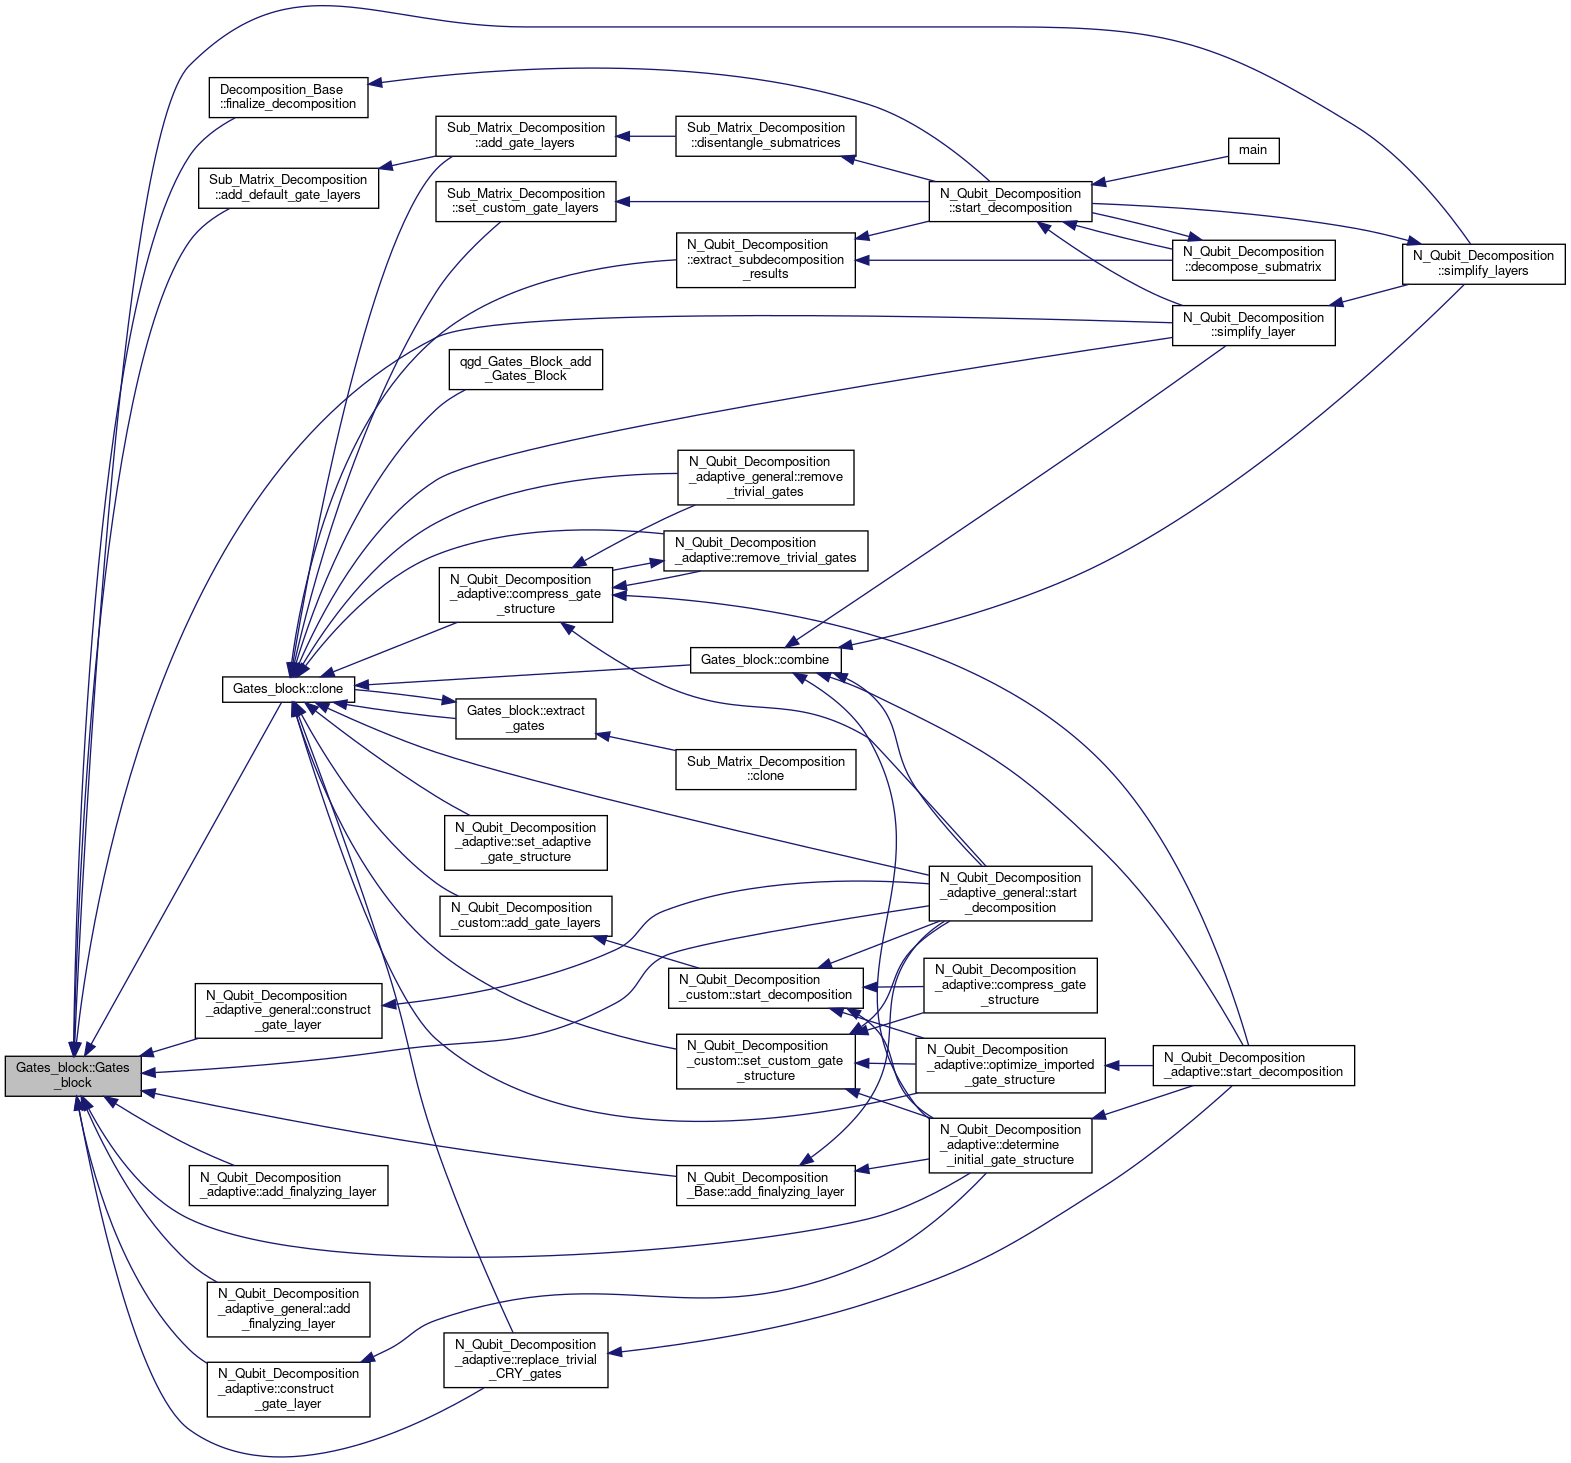 Decomposition_Base
::finalize_decomposition
Sub_Matrix_Decomposition
::add_gate_layers
Sub_Matrix_Decomposition
::disentangle_submatrices
main
Sub_Matrix_Decomposition
::add_default_gate_layers
Sub_Matrix_Decomposition
::set_custom_gate_layers
N_Qubit_Decomposition
::start_decomposition
N_Qubit_Decomposition
::extract_subdecomposition
_results
N_Qubit_Decomposition
::decompose_submatrix
N_Qubit_Decomposition
::simplify_layers
N_Qubit_Decomposition
::simplify_layer
qgd_Gates_Block_add
_Gates_Block
N_Qubit_Decomposition
_adaptive_general::remove
_trivial_gates
N_Qubit_Decomposition
_adaptive::remove_trivial_gates
N_Qubit_Decomposition
_adaptive::compress_gate
_structure
Gates_block::combine
Gates_block::clone
Gates_block::extract
_gates
Sub_Matrix_Decomposition
::clone
N_Qubit_Decomposition
_adaptive::set_adaptive
_gate_structure
N_Qubit_Decomposition
_adaptive_general::start
_decomposition
N_Qubit_Decomposition
_custom::add_gate_layers
N_Qubit_Decomposition
_custom::start_decomposition
N_Qubit_Decomposition
_adaptive::compress_gate
_structure
N_Qubit_Decomposition
_adaptive_general::construct
_gate_layer
N_Qubit_Decomposition
_custom::set_custom_gate
_structure
N_Qubit_Decomposition
_adaptive::optimize_imported
_gate_structure
N_Qubit_Decomposition
_adaptive::start_decomposition
Gates_block::Gates
_block
N_Qubit_Decomposition
_adaptive::determine
_initial_gate_structure
N_Qubit_Decomposition
_adaptive::add_finalyzing_layer
N_Qubit_Decomposition
_Base::add_finalyzing_layer
N_Qubit_Decomposition
_adaptive_general::add
_finalyzing_layer
N_Qubit_Decomposition
_adaptive::replace_trivial
_CRY_gates
N_Qubit_Decomposition
_adaptive::construct
_gate_layer